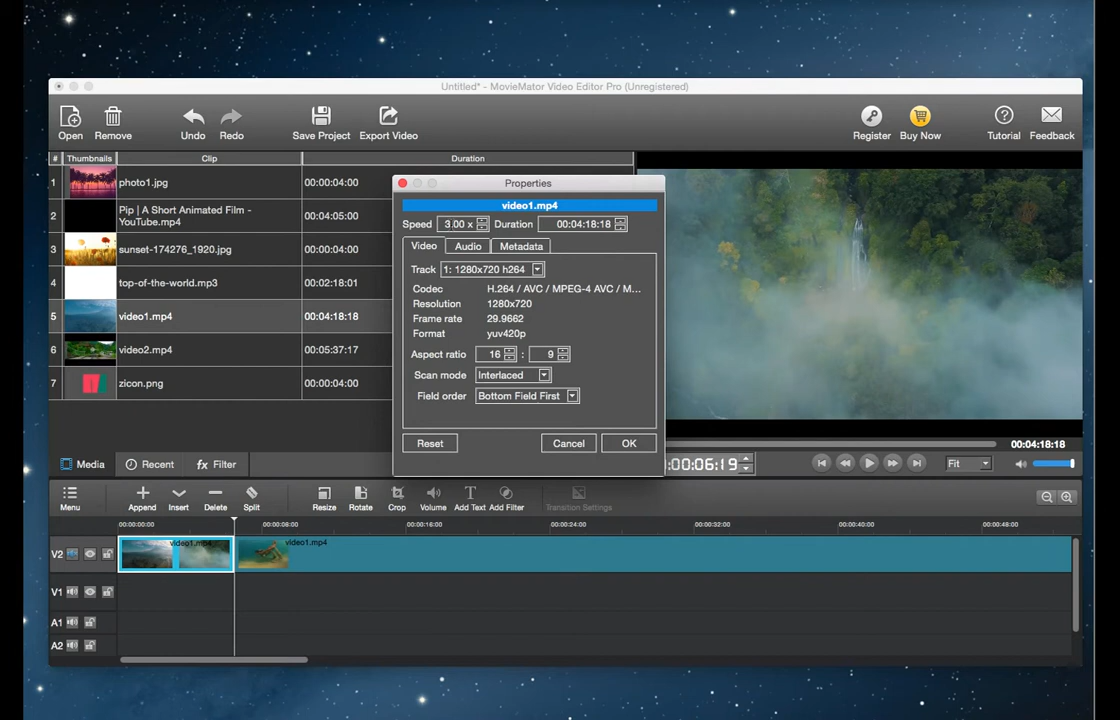 Untitled* - MovieMator Video Editor Pro (Unregistered)
Open Remove Undo Redo Save Project Export Video Register Buy Now Tutorial Feedback
# Thumbnails Clip Duration
1 photo1.jpg 00:00:04:00
2 Pip | A Short Animated Film -
YouTube.mp4 00:04:05:00
3 sunset-174276_1920.jpg 00:00:04:00
4 top-of-the-world.mp3 00:02:18:01
5 video1.mp4 00:04:18:18
6 video2.mp4 00:05:37:17
7 zicon.png 00:00:04:00
Media Recent fx Filter
Properties
video1.mp4
Speed 3.00 x Duration 00:04:18:18
Video Audio Metadata
Track 1: 1280x720 h264
Codec H.264 / AVC / MPEG-4 AVC / M...
Resolution 1280x720
Frame rate 29.9662
Format yuv420p
Aspect ratio 16 : 9
Scan mode Interlaced
Field order Bottom Field First
Reset Cancel OK
00:04:18:18
:00:06:19 Fit
Menu Append Insert Delete Split Resize Rotate Crop Volume Add Text Add Filter Transition Settings
00:00:00:00 00:00:08:00 00:00:16:00 00:00:24:00 00:00:32:00 00:00:40:00 00:00:48:00
V2 video1.mp4 video1.mp4
V1
A1
A2